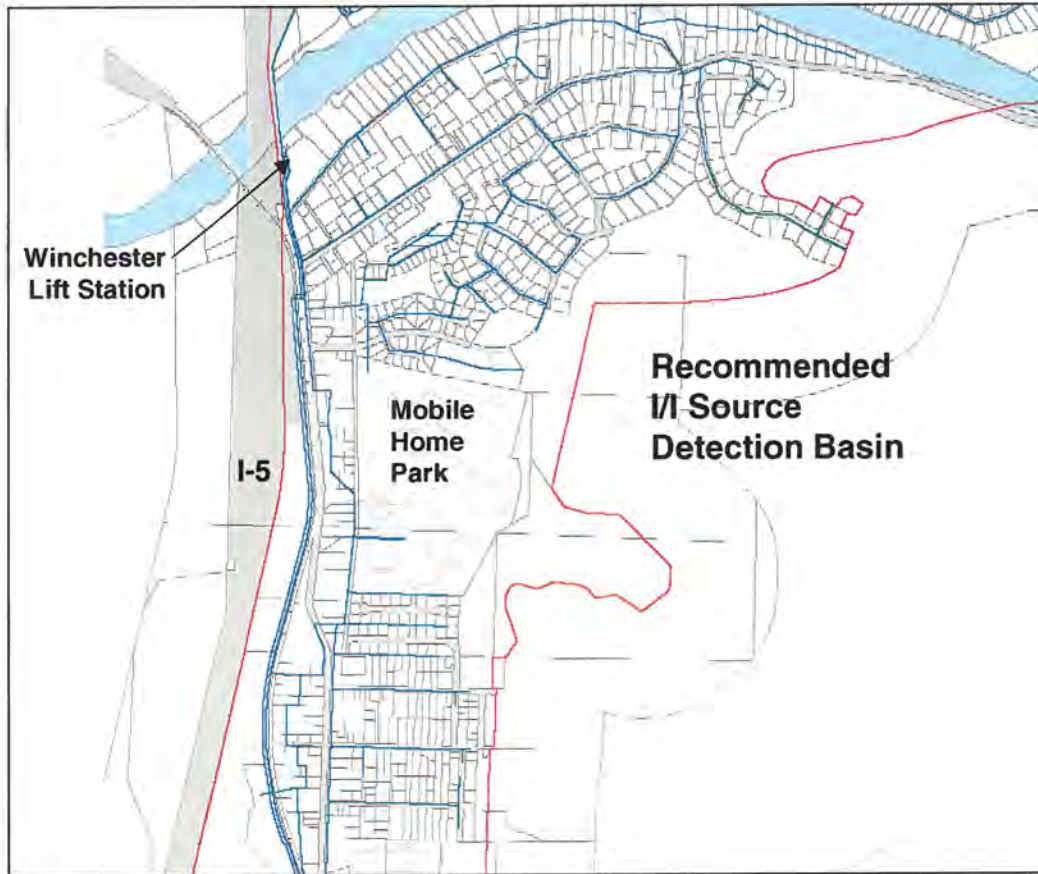 Winchester
Lift Station
Recommended
I/I Source
Detection Basin
Mobile
Home
Park
I-5